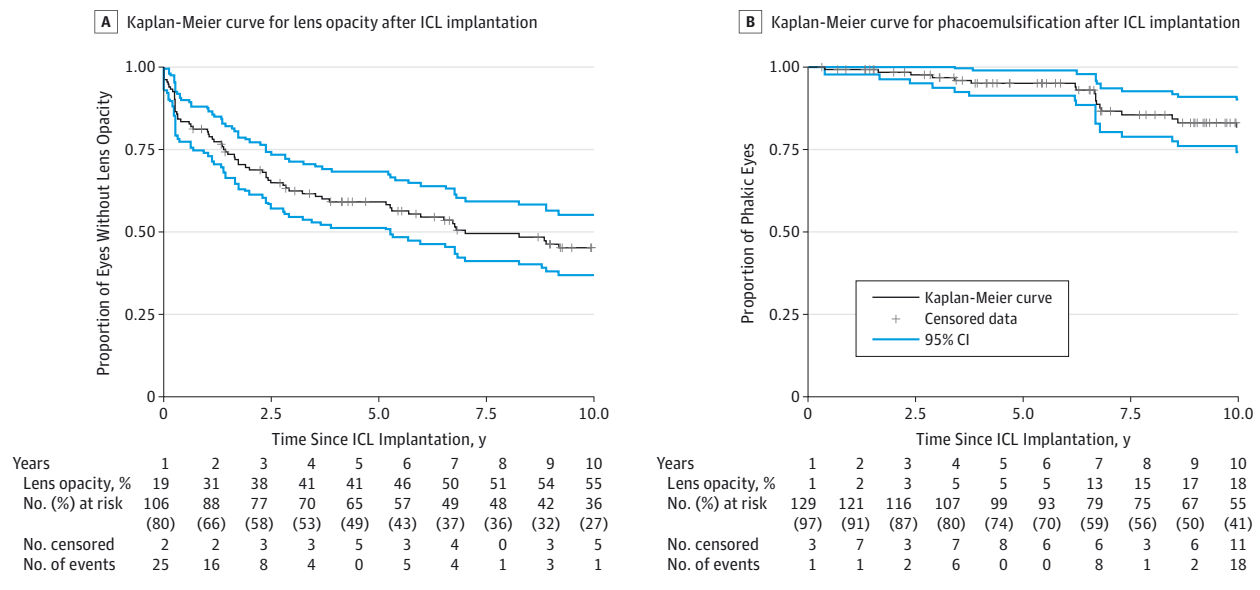 A Kaplan-Meier curve for lens opacity after ICL implantation
1.00
0.75
0.50
0.25
0
Proportion of Eyes Without Lens Opacity
0 2.5 5.0 7.5 10.0
Time Since ICL Implantation, y
Years 1 2 3 4 5 6 7 8 9 10
Lens opacity, % 19 31 38 41 41 46 50 51 54 55
No. (%) at risk 106 88 77 70 65 57 49 48 42 36
(80) (66) (58) (53) (49) (43) (37) (36) (32) (27)
No. censored 2 2 3 3 5 3 4 0 3 5
No. of events 25 16 8 4 0 5 4 1 3 1
B Kaplan-Meier curve for phacoemulsification after ICL implantation
1.00
0.75
0.50
0.25
0
Proportion of Phakic Eyes
Kaplan-Meier curve
Censored data
95% CI
0 2.5 5.0 7.5 10.0
Time Since ICL Implantation, y
Years 1 2 3 4 5 6 7 8 9 10
Lens opacity, % 1 2 3 5 5 5 13 15 17 18
No. (%) at risk 129 121 116 107 99 93 79 75 67 55
(97) (91) (87) (80) (74) (70) (59) (56) (50) (41)
No. censored 3 7 3 7 8 6 6 3 6 11
No. of events 1 1 2 6 0 0 8 1 2 18